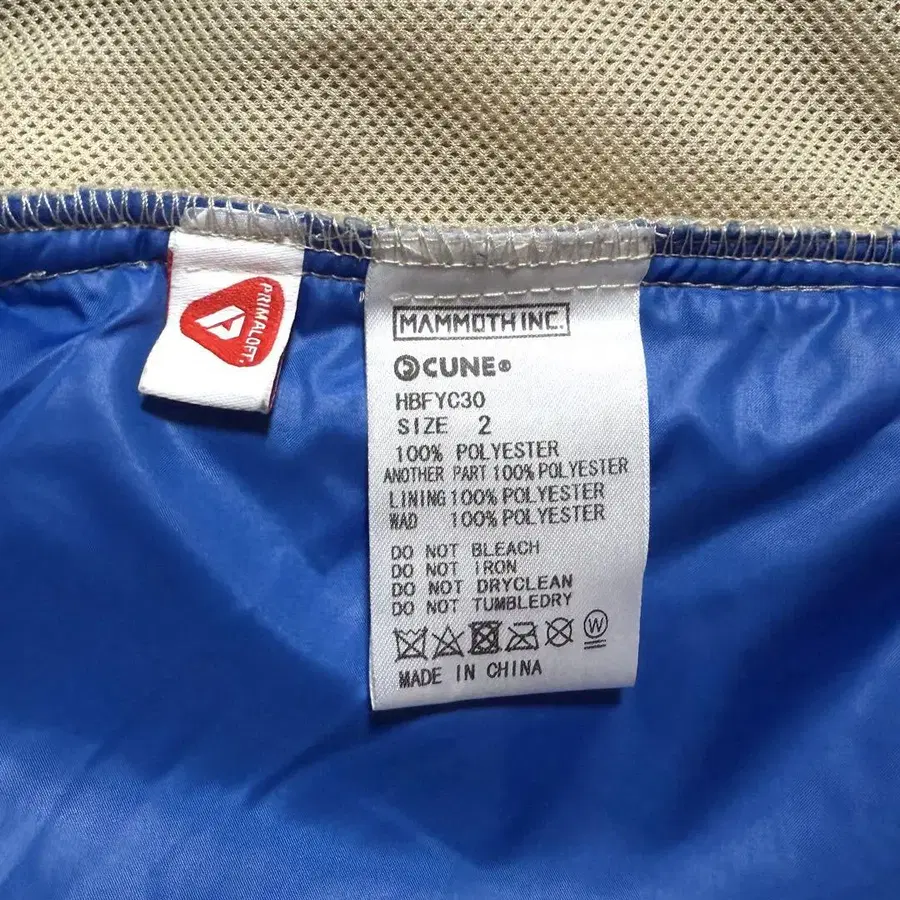 PRIMALOFT.
MAMMOTH INC.
CUNE®
HBFYC30
SIZE 2
100% POLYESTER
ANOTHER PART 100% POLYESTER
LINING 100% POLYESTER
WAD 100% POLYESTER
DO NOT BLEACH
DO NOT IRON
DO NOT DRYCLEAN
DO NOT TUMBLEDRY
W
MADE IN CHINA